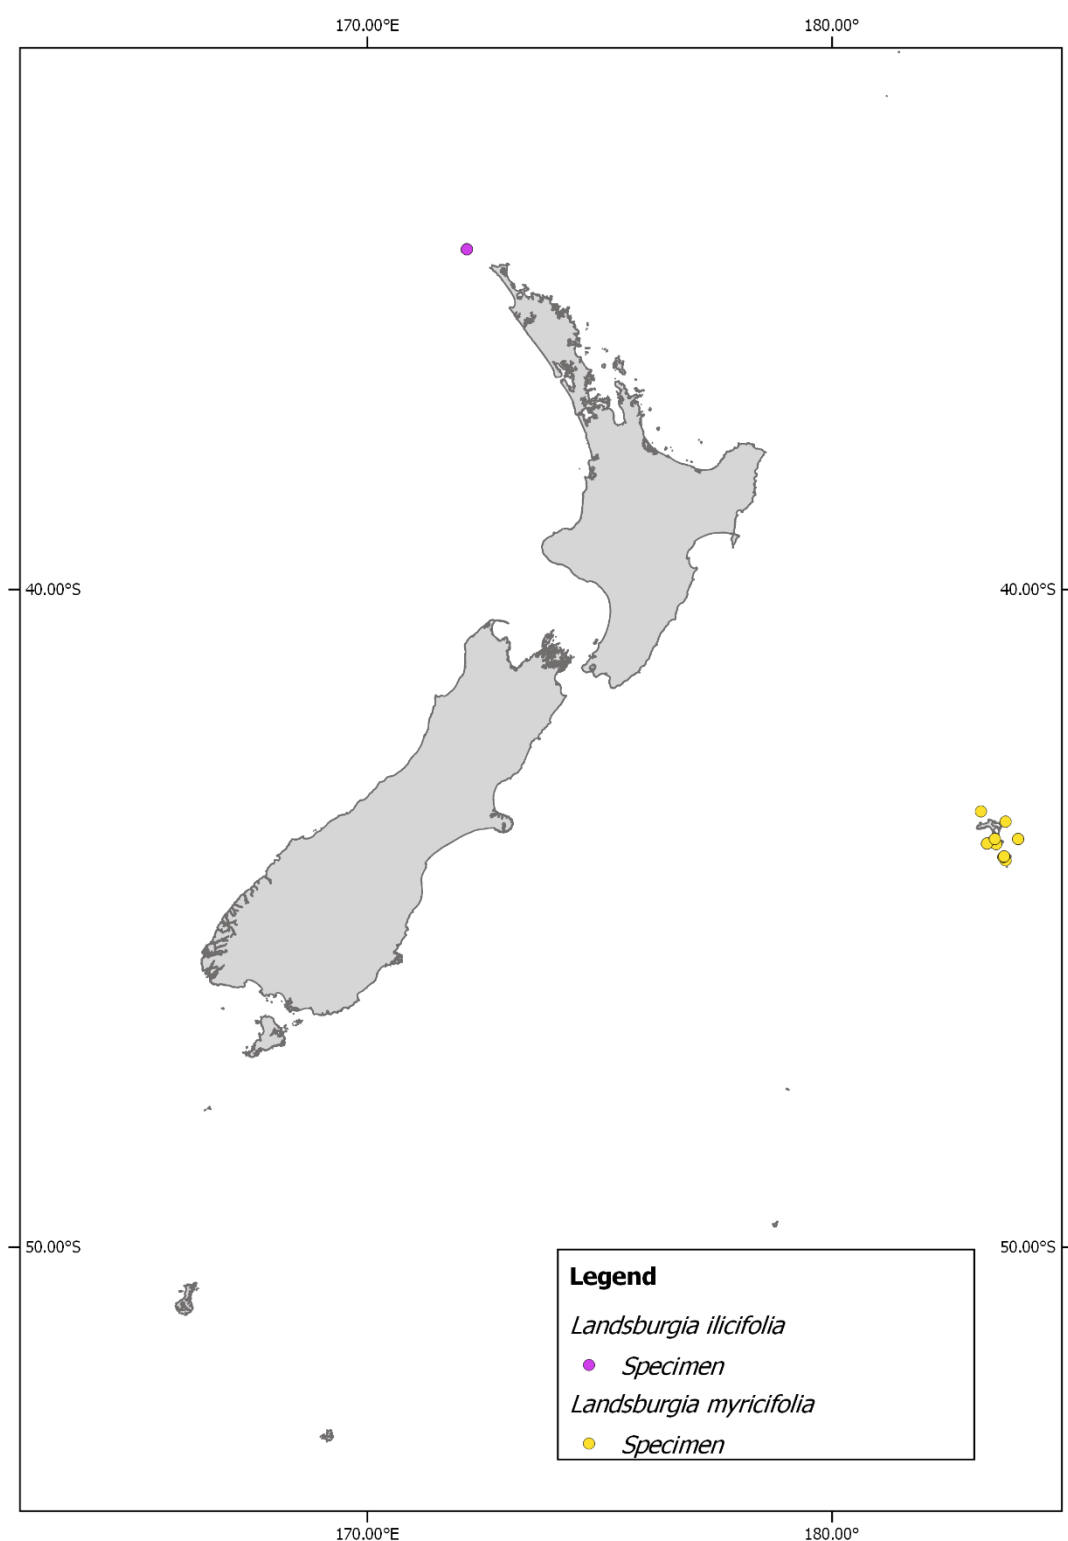 170.00°E 180.00°
40.00°S 40.00°S
50.00°S 50.00°S
Legend
Landsburgia ilicifolia
Specimen
Landsburgia myricifolia
Specimen
170.00°E 180.00°